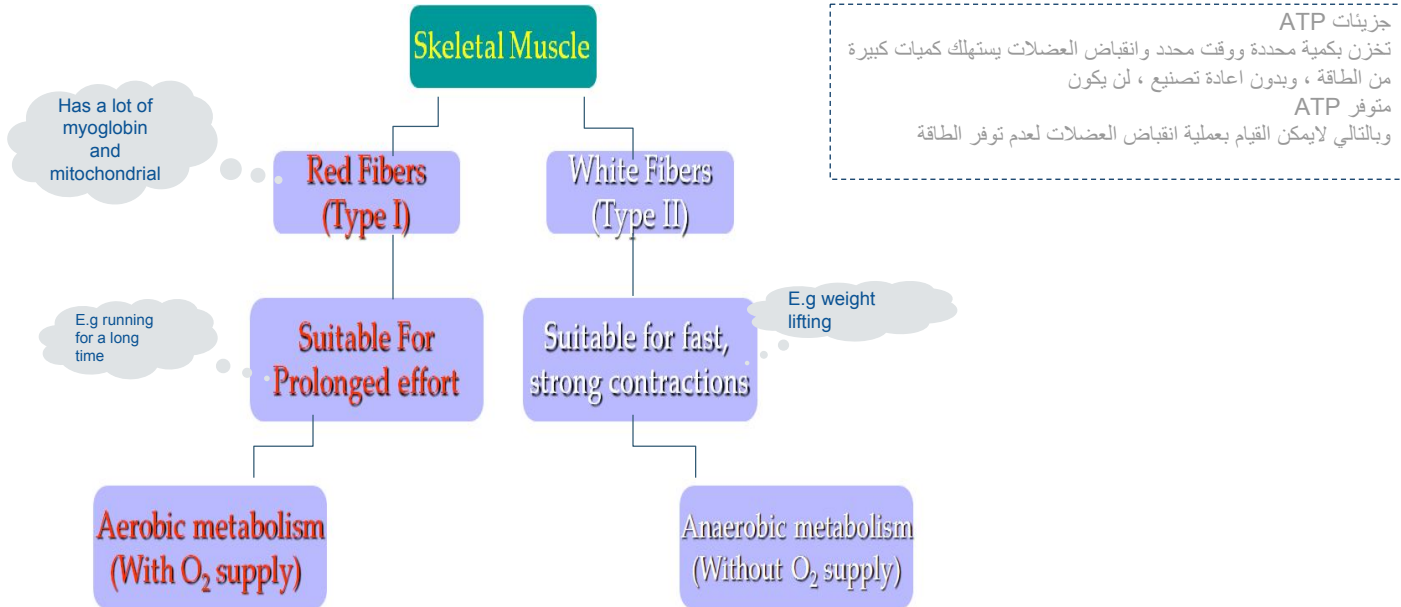 Skeletal Muscle
Has a lot of
myoglobin
and
mitochondrial
Red Fibers
(Type I)
White Fibers
(Type II)
E.g running
for a long
time
Suitable For
Prolonged effort
Suitable for fast,
strong contractions
E.g weight
lifting
Aerobic metabolism
(With O₂ supply)
Anaerobic metabolism
(Without O₂ supply)
جزيئات ATP
تخزن بكمية محددة ووقت محدد وانقباض العضلات يستهلك كميات كبيرة
من الطاقة ، وبدون اعادة تصنيع ، لن يكون
متوفر ATP
وبالتالي لايمكن القيام بعملية انقباض العضلات لعدم توفر الطاقة